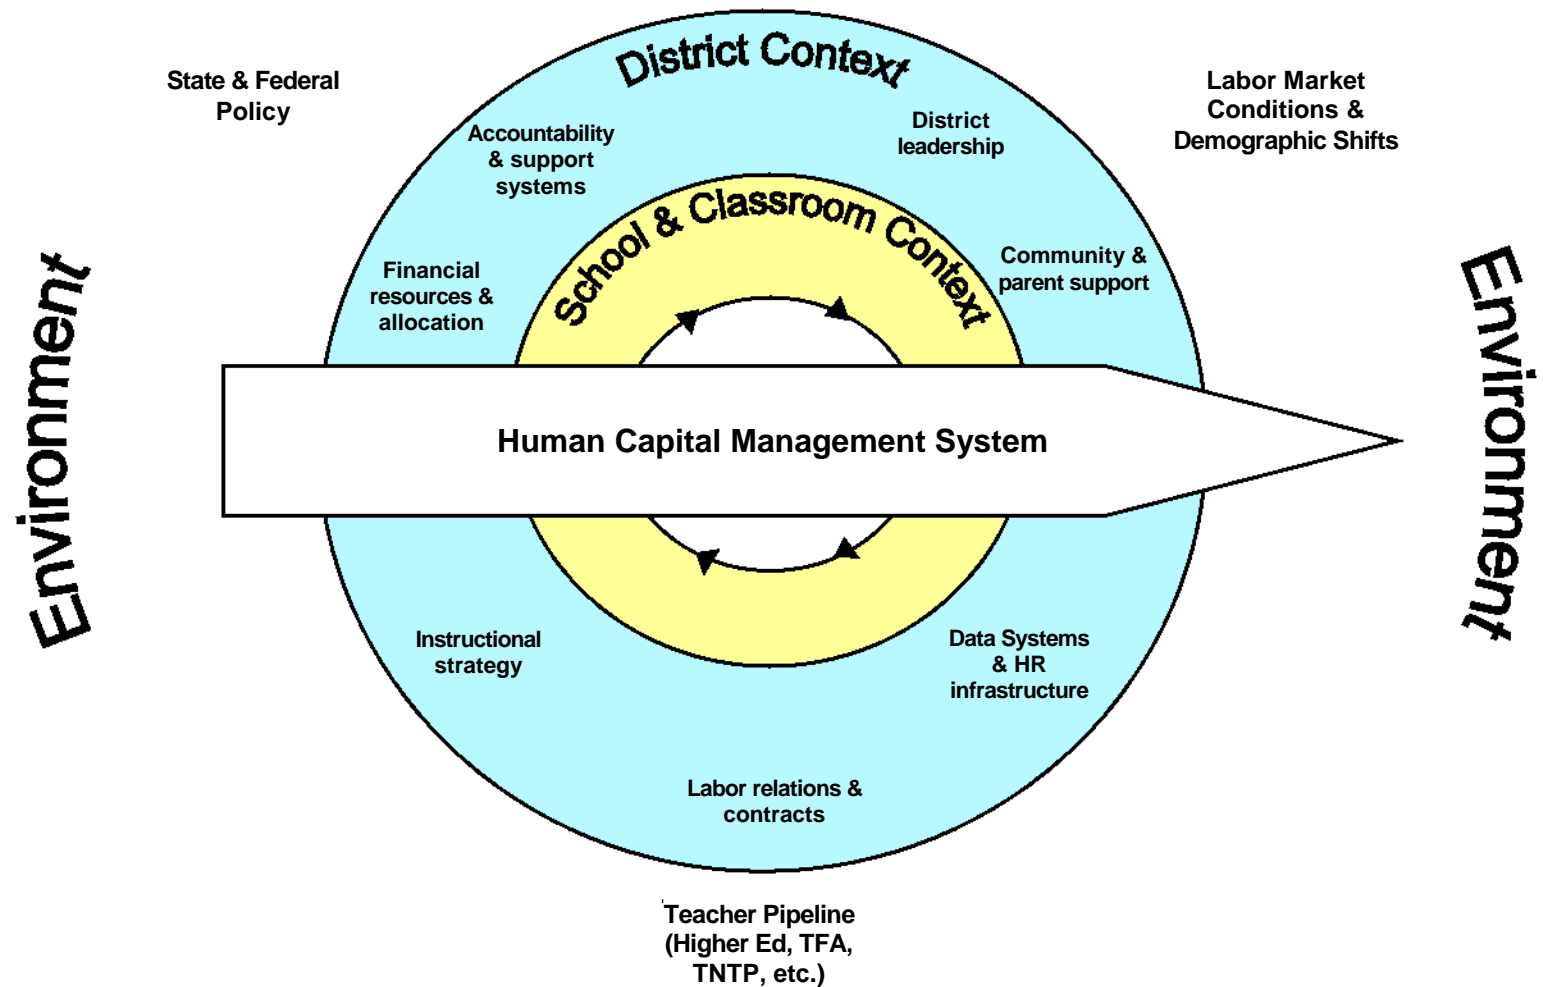 District Context
State & Federal
Policy
Labor Market
Conditions &
Demographic Shifts
Accountability
& support
systems
District
leadership
School & Classroom Context
Financial
resources &
allocation
Community &
parent support
Environment
Environment
Human Capital Management System
Instructional
strategy
Data Systems
& HR
infrastructure
Labor relations &
contracts
Teacher Pipeline
(Higher Ed, TFA,
TNTP, etc.)